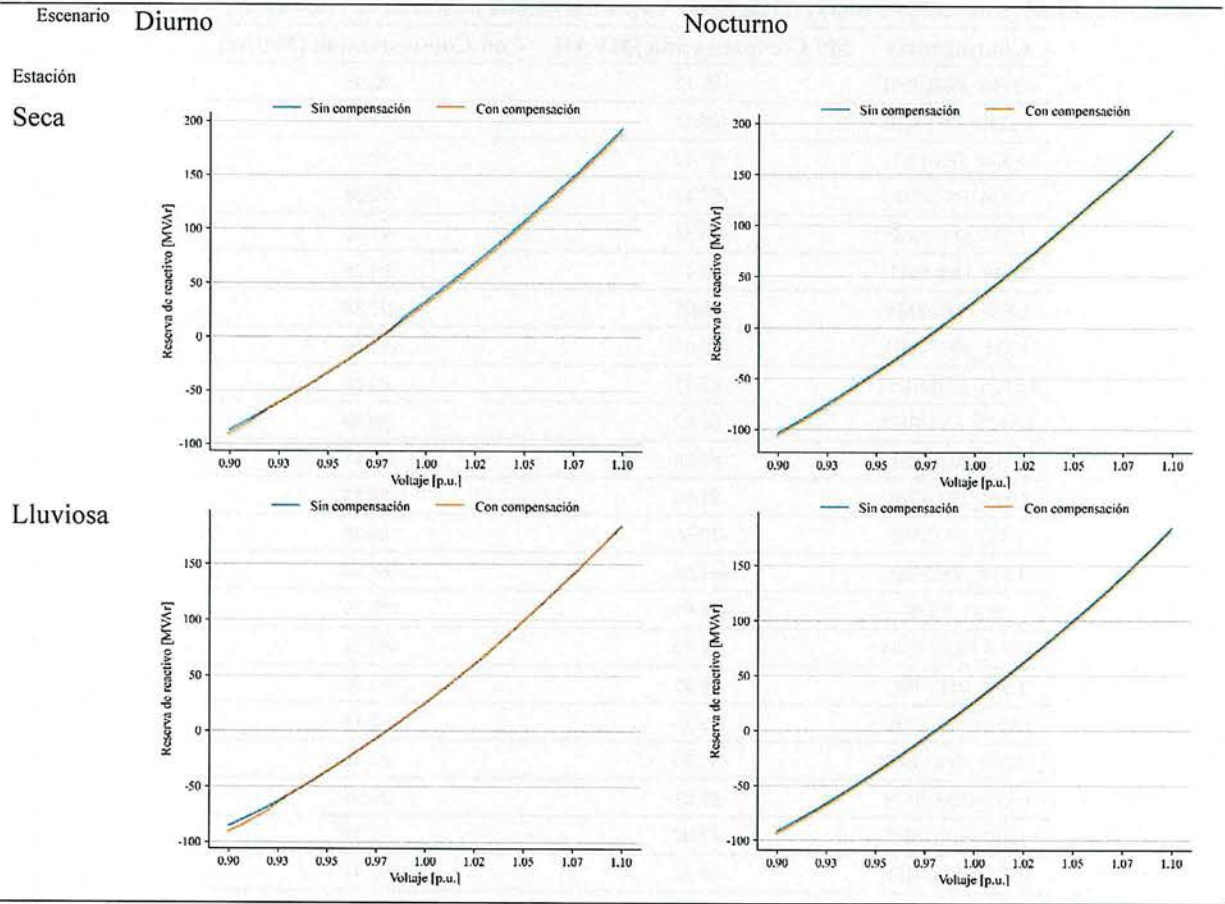 Escenario Diurno Nocturno
Estación
Seca
Sin compensación Con compensación
200
150
100
50
0
-50
-100
Reserva de reactivo [MVAr]
0.90 0.93 0.95 0.97 1.00 1.02 1.05 1.07 1.10
Voltaje [p.u.]
Sin compensación Con compensación
200
150
100
50
0
-50
-100
Reserva de reactivo [MVAr]
0.90 0.93 0.95 0.97 1.00 1.02 1.05 1.07 1.10
Voltaje [p.u.]
Lluviosa
Sin compensación Con compensación
150
100
50
0
-50
-100
Reserva de reactivo [MVAr]
0.90 0.93 0.95 0.97 1.00 1.02 1.05 1.07 1.10
Voltaje [p.u.]
Sin compensación Con compensación
150
100
50
0
-50
-100
Reserva de reactivo [MVAr]
0.90 0.93 0.95 0.97 1.00 1.02 1.05 1.07 1.10
Voltaje [p.u.]